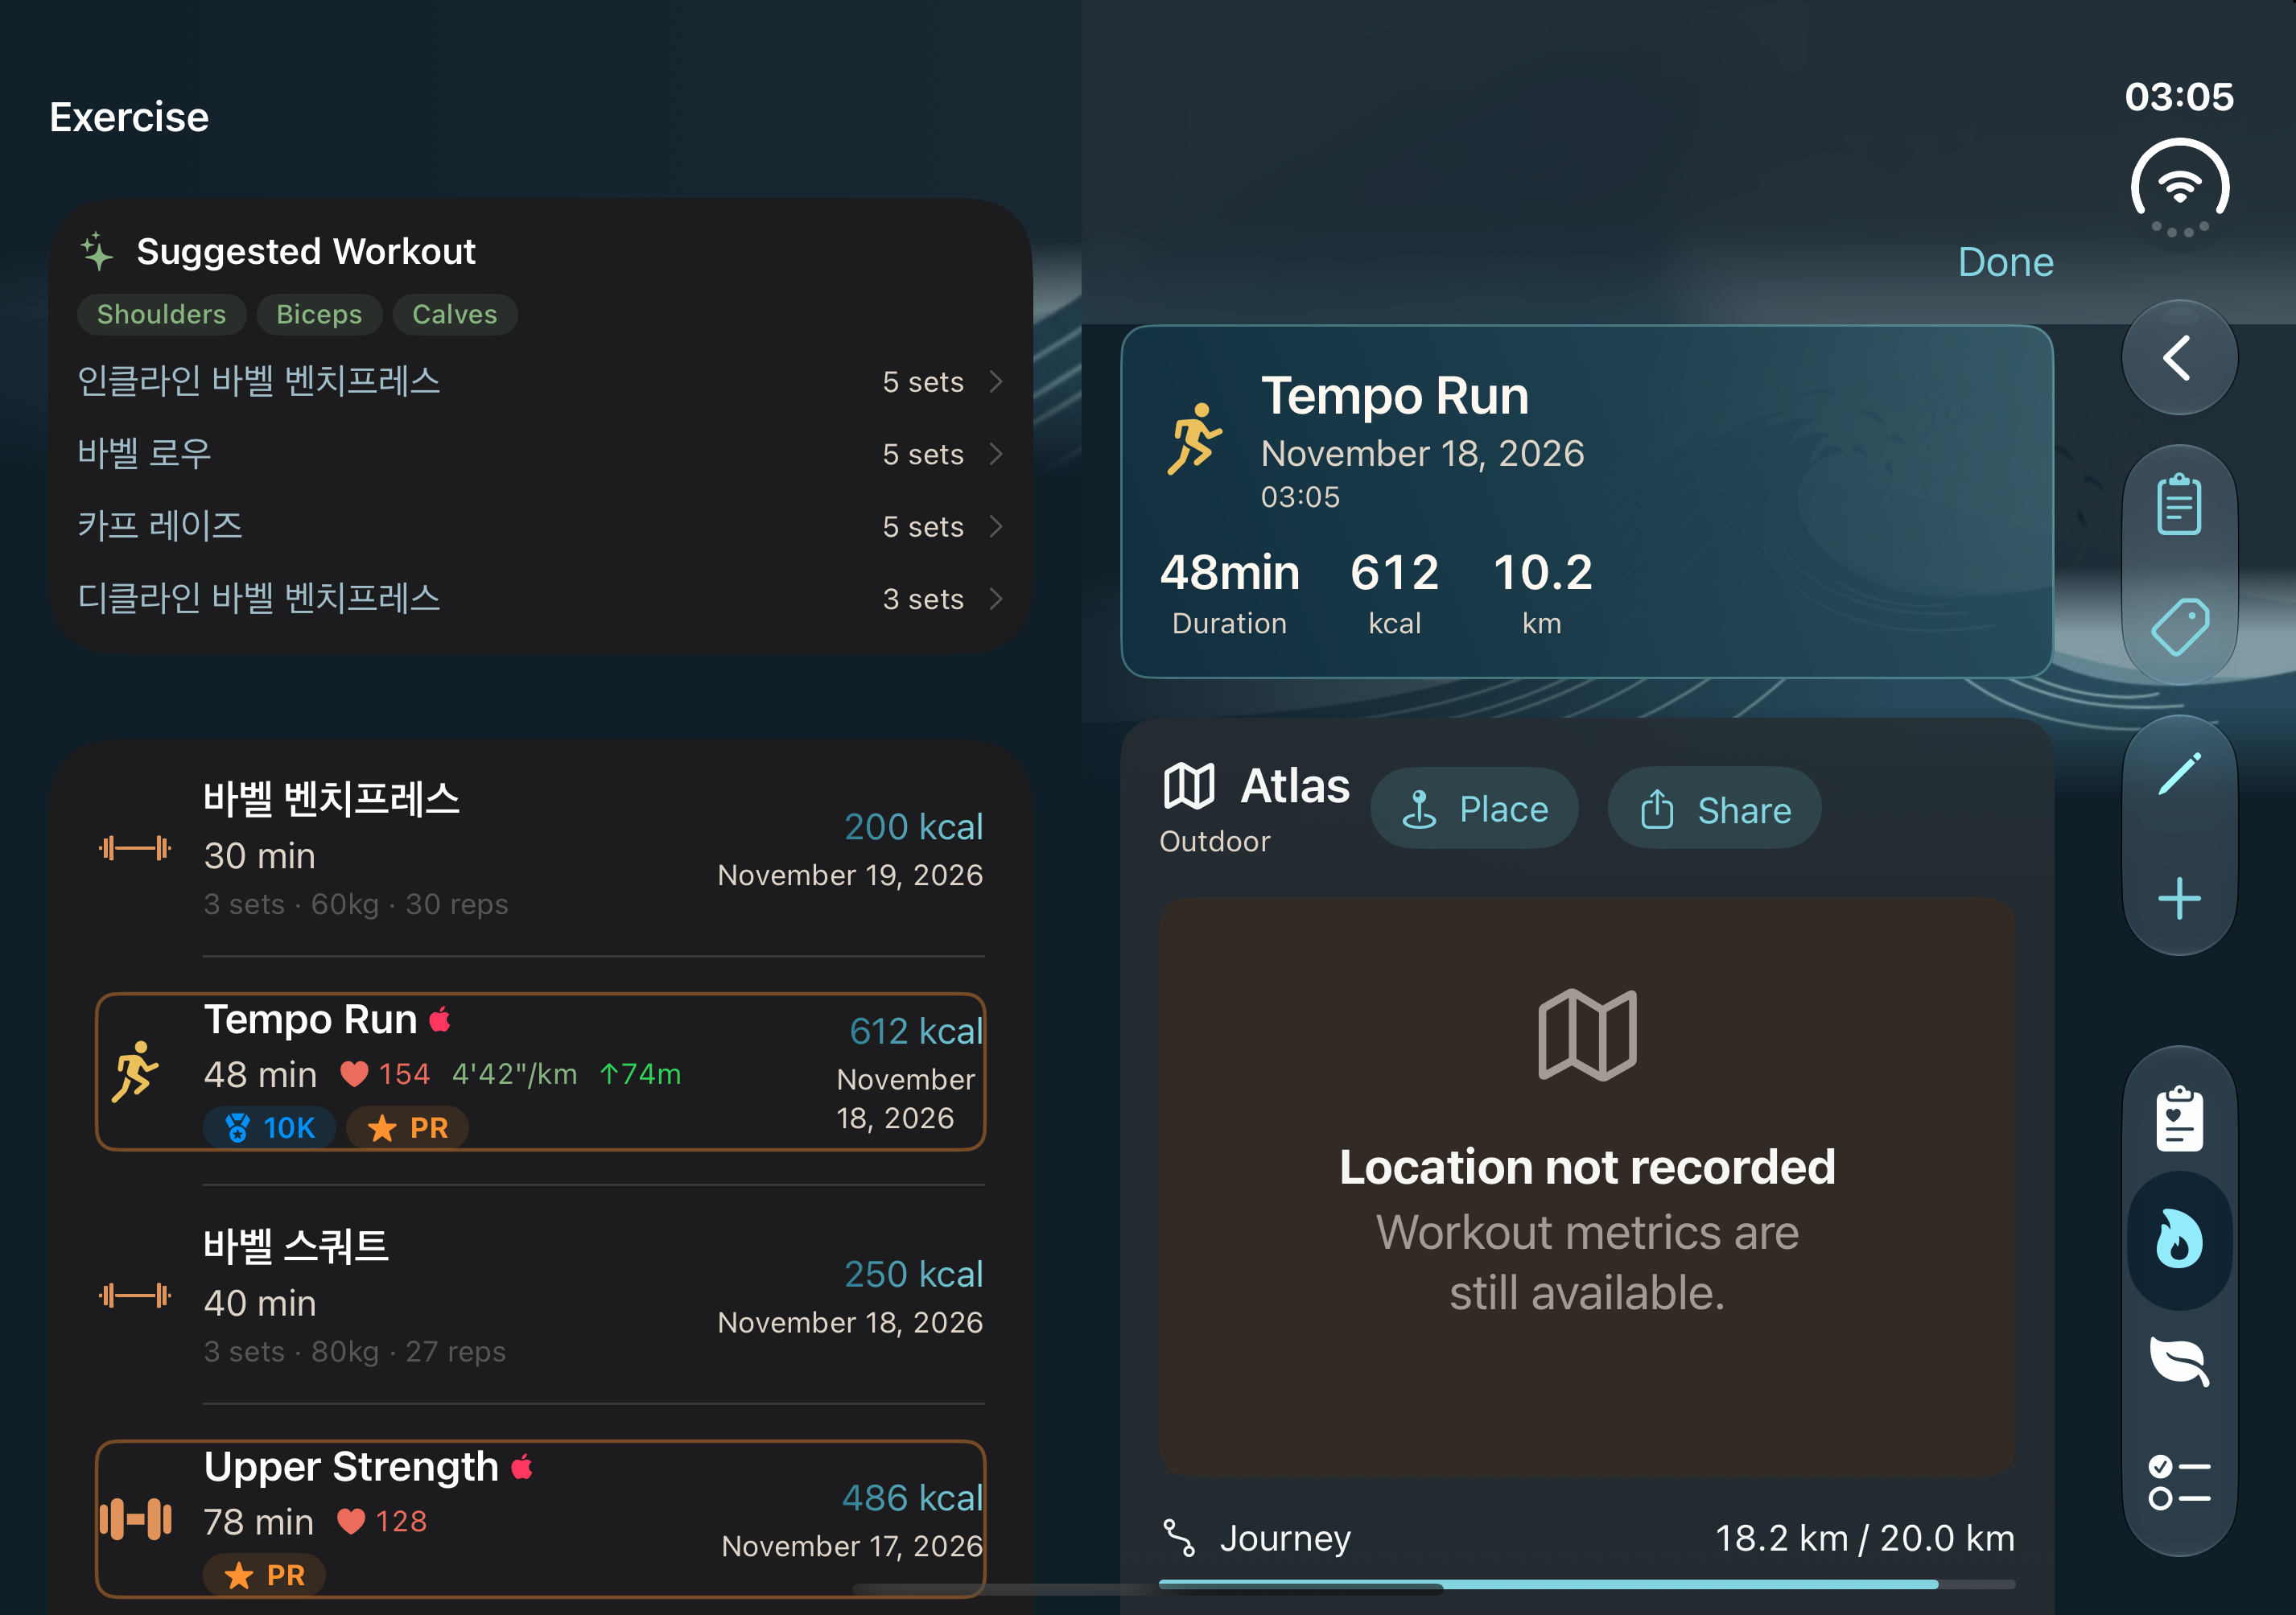 Exercise
Suggested Workout
Shoulders Biceps Calves
인클라인 바벨 벤치프레스 5 sets
바벨 로우 5 sets
카프 레이즈 5 sets
디클라인 바벨 벤치프레스 3 sets
바벨 벤치프레스
30 min
3 sets · 60kg · 30 reps
200 kcal
November 19, 2026
Tempo Run
48 min 154 4'42"/km ↑74m
10K PR
612 kcal
November
18, 2026
바벨 스쿼트
40 min
3 sets · 80kg · 27 reps
250 kcal
November 18, 2026
Upper Strength
78 min 128
PR
486 kcal
November 17, 2026
Done
Tempo Run
November 18, 2026
03:05
48min 612 10.2
Duration kcal km
Atlas
Outdoor
Place Share
Location not recorded
Workout metrics are
still available.
Journey 18.2 km / 20.0 km
03:05